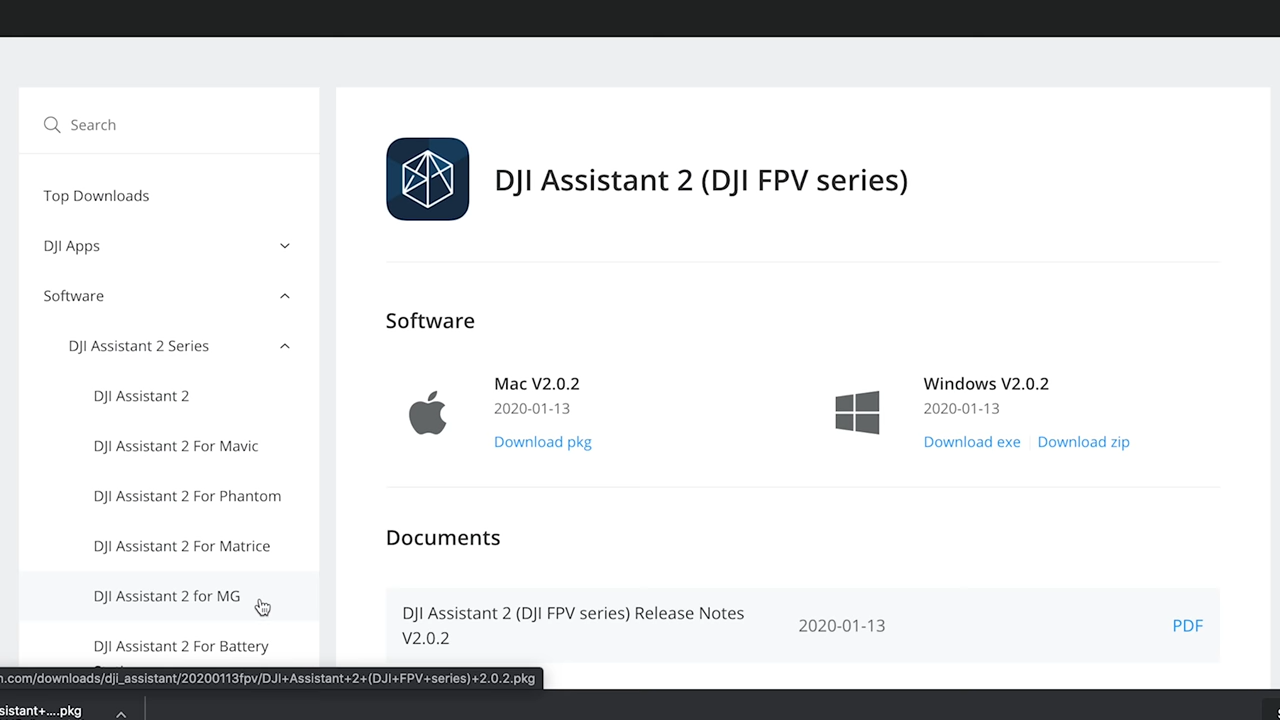 Search
Top Downloads
DJI Apps
Software
DJI Assistant 2 Series
DJI Assistant 2
DJI Assistant 2 For Mavic
DJI Assistant 2 For Phantom
DJI Assistant 2 For Matrice
DJI Assistant 2 for MG
DJI Assistant 2 For Battery
DJI Assistant 2 (DJI FPV series)
Software
Mac V2.0.2
2020-01-13
Download pkg
Windows V2.0.2
2020-01-13
Download exe Download zip
Documents
DJI Assistant 2 (DJI FPV series) Release Notes
V2.0.2
2020-01-13
PDF
.com/downloads/dji_assistant/20200113fpv/DJI+Assistant+2+(DJI+FPV+series)+2.0.2.pkg
sistant+....pkg